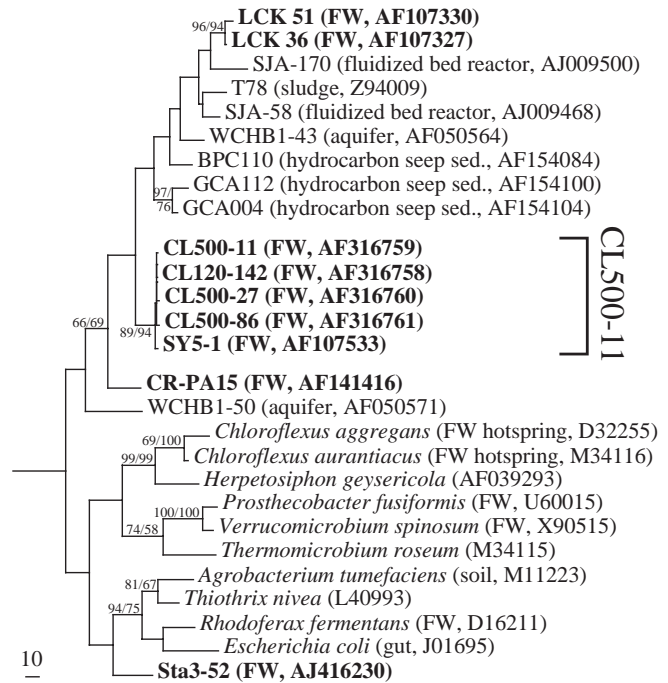 96/94
LCK 51 (FW, AF107330)
LCK 36 (FW, AF107327)
SJA-170 (fluidized bed reactor, AJ009500)
T78 (sludge, Z94009)
SJA-58 (fluidized bed reactor, AJ009468)
WCHB1-43 (aquifer, AF050564)
BPC110 (hydrocarbon seep sed., AF154084)
GCA112 (hydrocarbon seep sed., AF154100)
97/
76
GCA004 (hydrocarbon seep sed., AF154104)
CL500-11 (FW, AF316759)
CL120-142 (FW, AF316758)
CL500-27 (FW, AF316760)
CL500-86 (FW, AF316761)
CL500-11
66/69
89/94
SY5-1 (FW, AF107533)
CR-PA15 (FW, AF141416)
WCHB1-50 (aquifer, AF050571)
69/100
Chloroflexus aggregans (FW hotspring, D32255)
Chloroflexus aurantiacus (FW hotspring, M34116)
99/99
Herpetosiphon geysericola (AF039293)
Prosthecobacter fusiformis (FW, U60015)
100/100
Verrucomicrobium spinosum (FW, X90515)
74/58
Thermomicrobium roseum (M34115)
Agrobacterium tumefaciens (soil, M11223)
81/67
Thiothrix nivea (L40993)
94/75
Rhodoferax fermentans (FW, D16211)
Escherichia coli (gut, J01695)
10
Sta3-52 (FW, AJ416230)